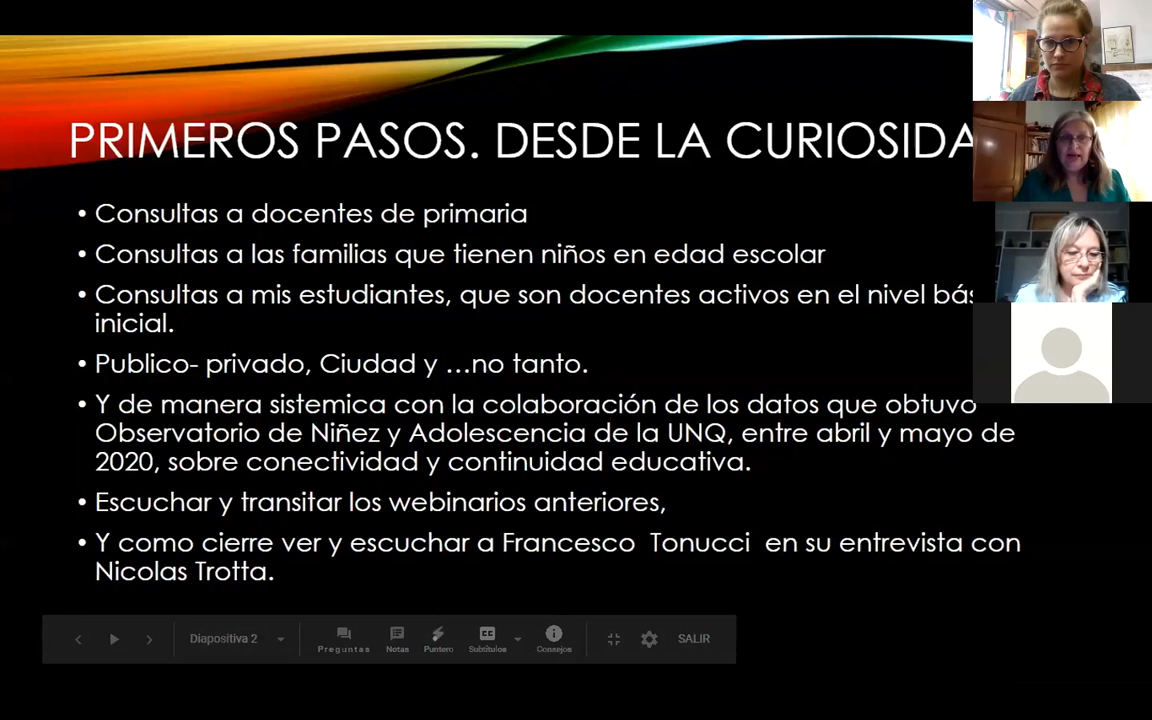 PRIMEROS PASOS. DESDE LA CURIOSIDA
• Consultas a docentes de primaria
• Consultas a las familias que tienen niños en edad escolar
• Consultas a mis estudiantes, que son docentes activos en el nivel bás
inicial.
• Publico- privado, Ciudad y ...no tanto.
• Y de manera sistemica con la colaboración de los datos que obtuvo
Observatorio de Niñez y Adolescencia de la UNQ, entre abril y mayo de
2020, sobre conectividad y continuidad educativa.
• Escuchar y transitar los webinarios anteriores,
• Y como cierre ver y escuchar a Francesco Tonucci en su entrevista con
Nicolas Trotta.
Diapositiva 2
Preguntas
Notas
Puntero
Subtítulos
Consejos
SALIR